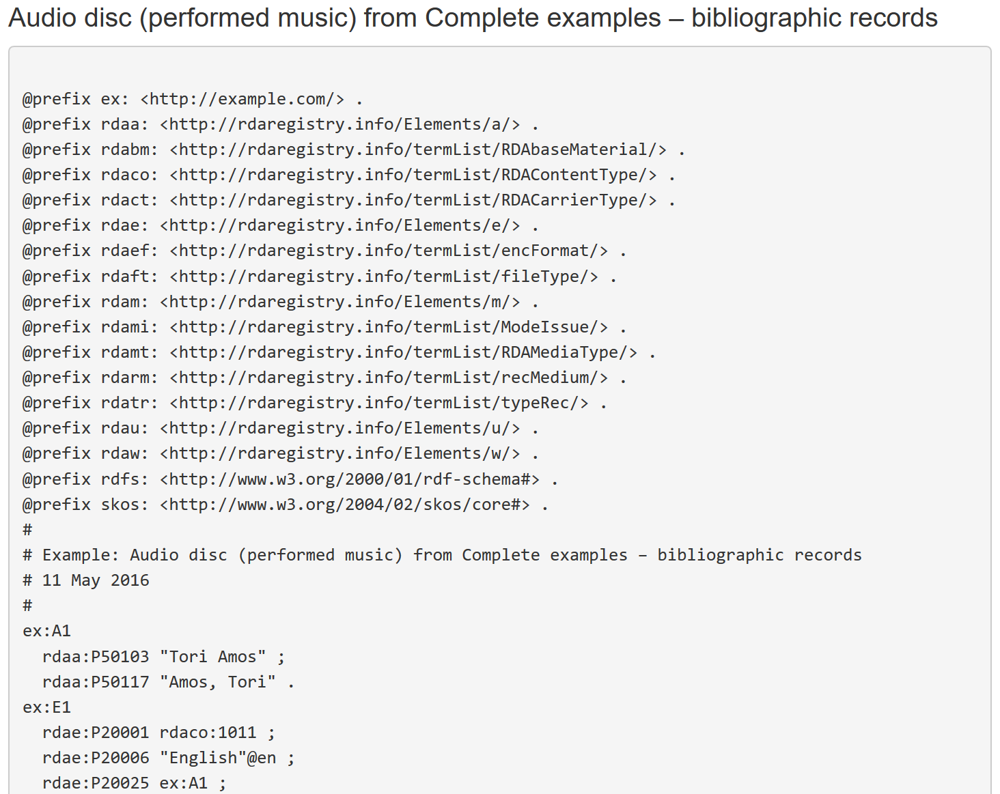 Audio disc (performed music) from Complete examples – bibliographic records
@prefix ex: <http://example.com/> .
@prefix rdaa: <http://rdaregistry.info/Elements/a/> .
@prefix rdabm: <http://rdaregistry.info/termList/RDAbaseMaterial/> .
@prefix rdaco: <http://rdaregistry.info/termList/RDAContentType/> .
@prefix rdact: <http://rdaregistry.info/termList/RDACarrierType/> .
@prefix rdae: <http://rdaregistry.info/Elements/e/> .
@prefix rdaef: <http://rdaregistry.info/termList/encFormat/> .
@prefix rdaft: <http://rdaregistry.info/termList/fileType/> .
@prefix rdam: <http://rdaregistry.info/Elements/m/> .
@prefix rdami: <http://rdaregistry.info/termList/ModeIssue/> .
@prefix rdamt: <http://rdaregistry.info/termList/RDAMediaType/> .
@prefix rdarm: <http://rdaregistry.info/termList/recMedium/> .
@prefix rdatr: <http://rdaregistry.info/termList/typeRec/> .
@prefix rdau: <http://rdaregistry.info/Elements/u/> .
@prefix rdaw: <http://rdaregistry.info/Elements/w/> .
@prefix rdfs: <http://www.w3.org/2000/01/rdf-schema#> .
@prefix skos: <http://www.w3.org/2004/02/skos/core#> .
#
# Example: Audio disc (performed music) from Complete examples – bibliographic records
# 11 May 2016
#
ex:A1
  rdaa:P50103 "Tori Amos" ;
  rdaa:P50117 "Amos, Tori" .
ex:E1
  rdae:P20001 rdaco:1011 ;
  rdae:P20006 "English"@en ;
  rdae:P20025 ex:A1 ;